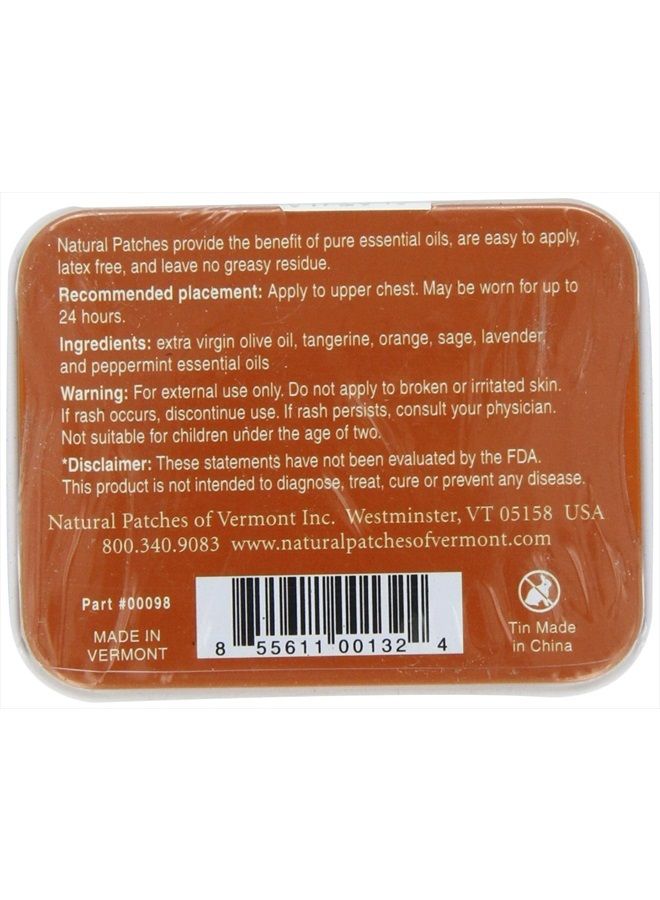 Natural Patches provide the benefit of pure essential oils, are easy to apply,
latex free, and leave no greasy residue.
Recommended placement: Apply to upper chest. May be worn for up to
24 hours.
Ingredients: extra virgin olive oil, tangerine, orange, sage, lavender,
and peppermint essential oils
Warning: For external use only. Do not apply to broken or irritated skin.
If rash occurs, discontinue use. If rash persists, consult your physician.
Not suitable for children under the age of two.
*Disclaimer: These statements have not been evaluated by the FDA.
This product is not intended to diagnose, treat, cure or prevent any disease.
Natural Patches of Vermont Inc. Westminster, VT 05158 USA
800.340.9083 www.naturalpatchesofvermont.com
Part #00098
MADE IN
VERMONT
8 55611 00132 4
Tin Made
in China